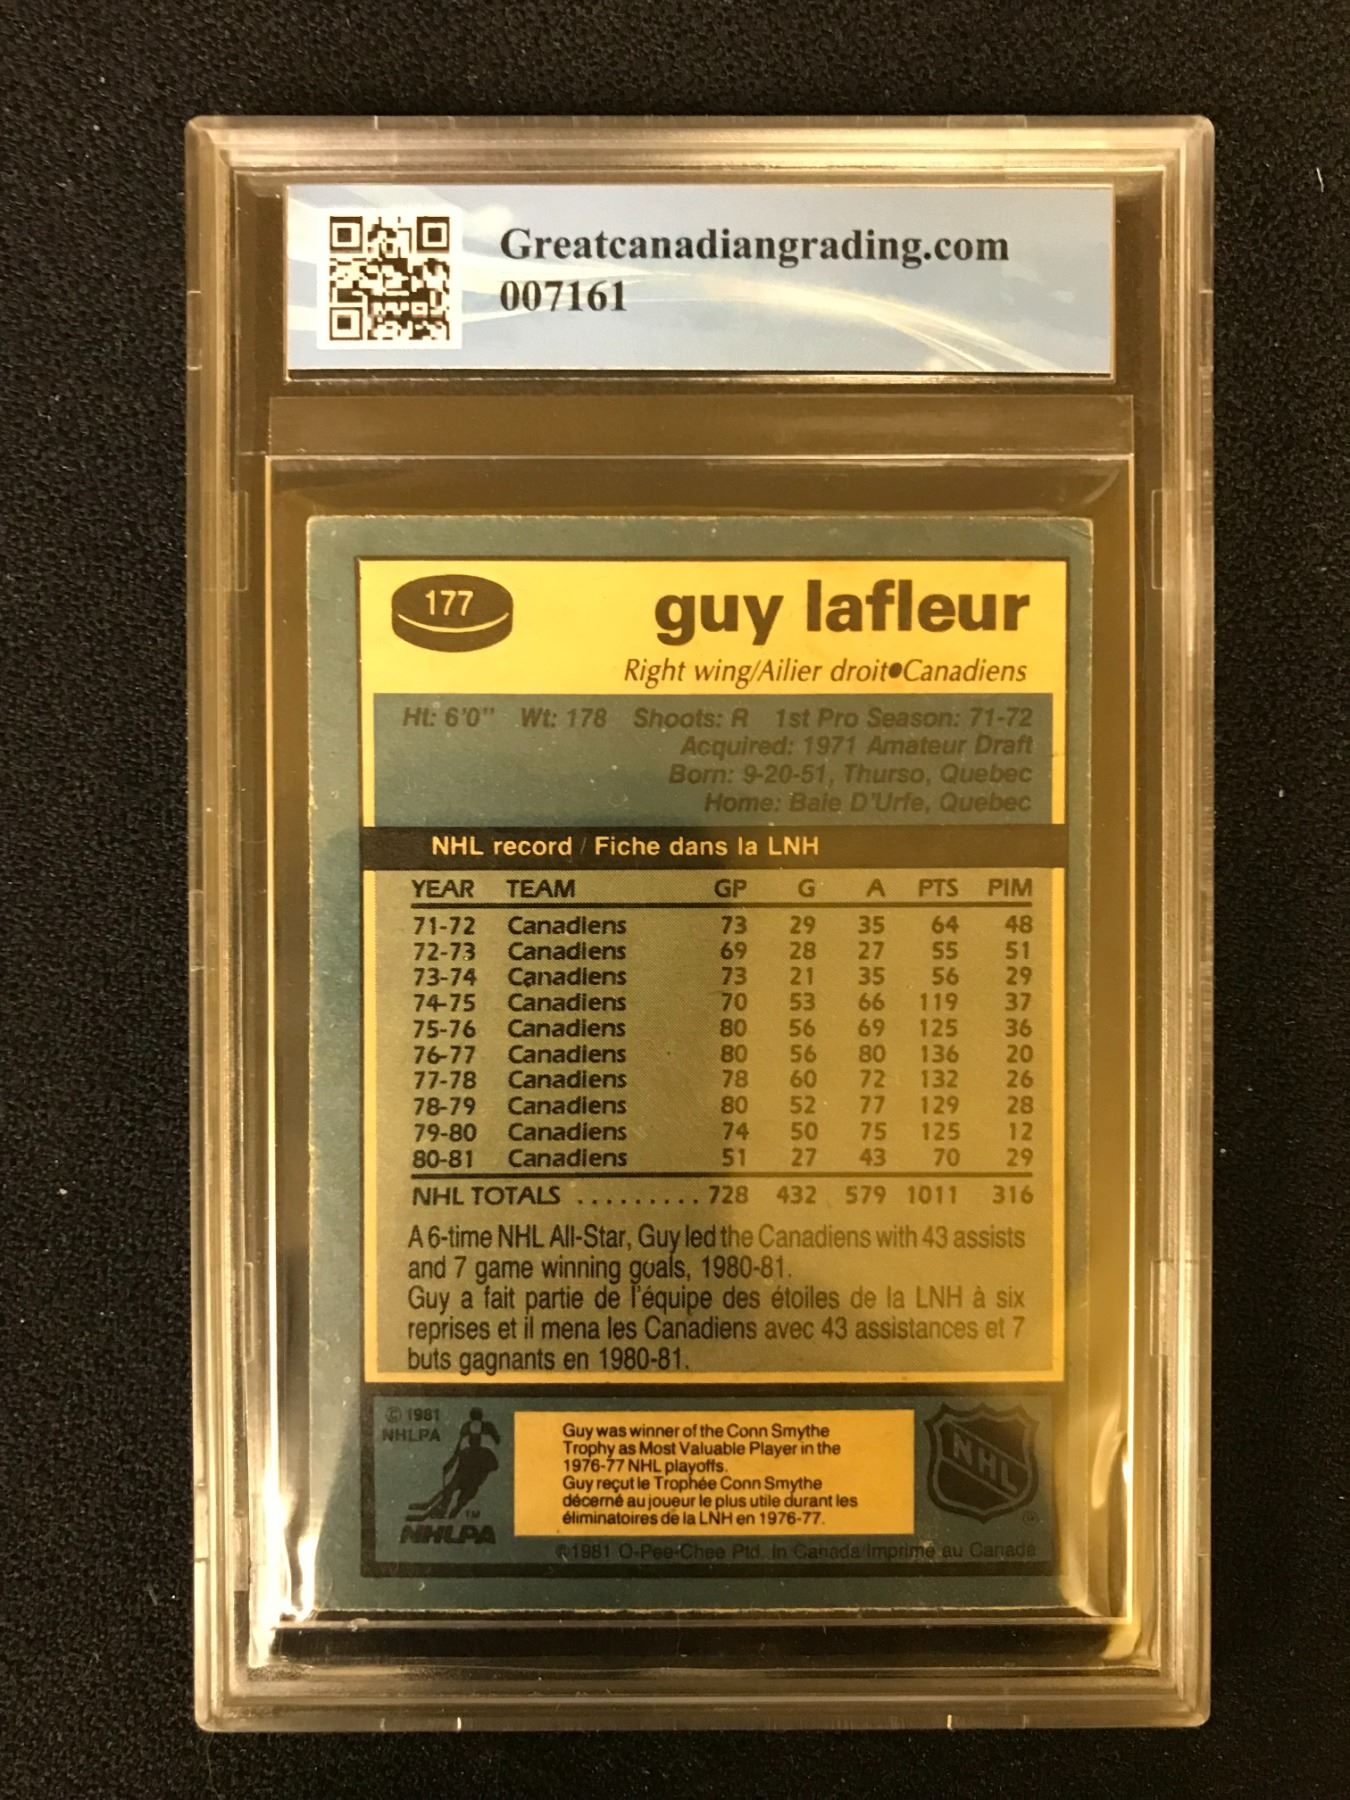 Greatcanadiangrading.com
007161
177
guy lafleur
Right wing/Ailier droit●Canadiens
Ht: 6'0" Wt: 178 Shoots: R 1st Pro Season: 71-72
Acquired: 1971 Amateur Draft
Born: 9-20-51, Thurso, Quebec
Home: Baie D'Urfe, Quebec
NHL record / Fiche dans la LNH
YEAR TEAM GP G A PTS PIM
71-72 Canadiens 73 29 35 64 48
72-73 Canadiens 69 28 27 55 51
73-74 Canadiens 73 21 35 56 29
74-75 Canadiens 70 53 66 119 37
75-76 Canadiens 80 56 69 125 36
76-77 Canadiens 80 56 80 136 20
77-78 Canadiens 78 60 72 132 26
78-79 Canadiens 80 52 77 129 28
79-80 Canadiens 74 50 75 125 12
80-81 Canadiens 51 27 43 70 29
NHL TOTALS ......... 728 432 579 1011 316
A 6-time NHL All-Star, Guy led the Canadiens with 43 assists
and 7 game winning goals, 1980-81.
Guy a fait partie de l'équipe des étoiles de la LNH à six
reprises et il mena les Canadiens avec 43 assistances et 7
buts gagnants en 1980-81.
© 1981
NHLPA
TM
NHLPA
Guy was winner of the Conn Smythe
Trophy as Most Valuable Player in the
1976-77 NHL playoffs.
Guy reçut le Trophée Conn Smythe
décerné au joueur le plus utile durant les
éliminatoires de la LNH en 1976-77.
NHL
®
©1981 O-Pee-Chee Ptd. in Canada/Imprimé au Canada